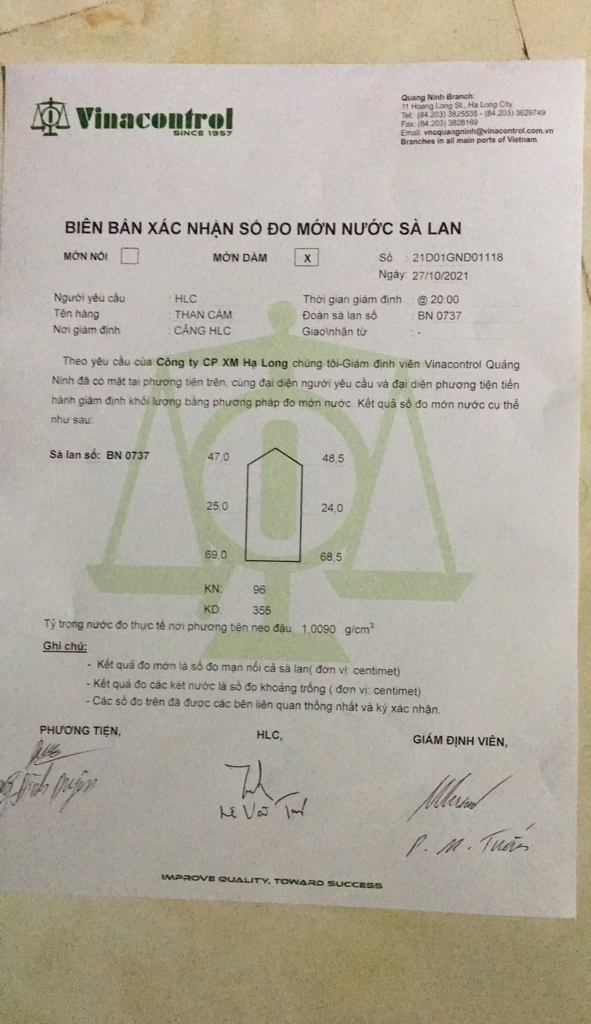 Vinacontrol
SINCE 1957
Quang Ninh Branch:
11 Hoang Long St., Ha Long City
Tel: (84.203) 3825535 - (84.203) 3629749
Fax: (84.203) 3826169
Email: vncquangninh@vinacontrol.com.vn
Branches in all main ports of Vietnam
BIÊN BẢN XÁC NHẬN SỐ ĐO MỚN NƯỚC SÀ LAN
MỚN NỔI MỚN DẦM X Số : 21D01GND01118
Ngày: 27/10/2021
Người yêu cầu : HLC Thời gian giám định : @ 20:00
Tên hàng : THAN CÁM Đoàn sà lan số : BN 0737
Nơi giám định : CẢNG HLC Giao\nhận từ : -
Theo yêu cầu của Công ty CP XM Hạ Long chúng tôi-Giám định viên Vinacontrol Quảng
Ninh đã có mặt tại phương tiện trên, cùng đại diện người yêu cầu và đại diện phương tiện tiến
hành giám định khối lượng bằng phương pháp đo mớn nước. Kết quả số đo mớn nước cụ thể
như sau:
Sà lan số: BN 0737 47,0 48,5
25,0 24,0
69,0 68,5
KN: 96
KD: 355
Tỷ trọng nước đo thực tế nơi phương tiện neo đậu 1,0090 g/cm³
Ghi chú:
- Kết quả đo mớn là số đo mạn nổi cả sà lan( đơn vị: centimet)
- Kết quả đo các két nước là số đo khoảng trống ( đơn vị: centimet)
- Các số đo trên đã được các bên liên quan thống nhất và ký xác nhận.
PHƯƠNG TIỆN, HLC, GIÁM ĐỊNH VIÊN,
P. M. Tuấn
IMPROVE QUALITY, TOWARD SUCCESS